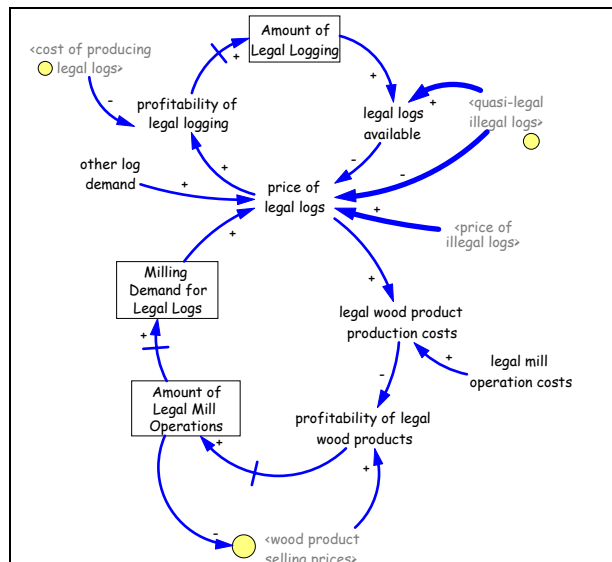 <cost of producing
legal logs>
-
Amount of
Legal Logging
+
+
profitability of
legal logging
legal logs
available
+
<quasi-legal
illegal logs>
-
-
other log
demand
+
+
price of
legal logs
+
<price of
illegal logs>
+
+
Milling
Demand for
Legal Logs
legal wood product
production costs
+
+
legal mill
operation costs
-
Amount of
Legal Mill
Operations
+
profitability of legal
wood products
+
-
<wood product
selling prices>